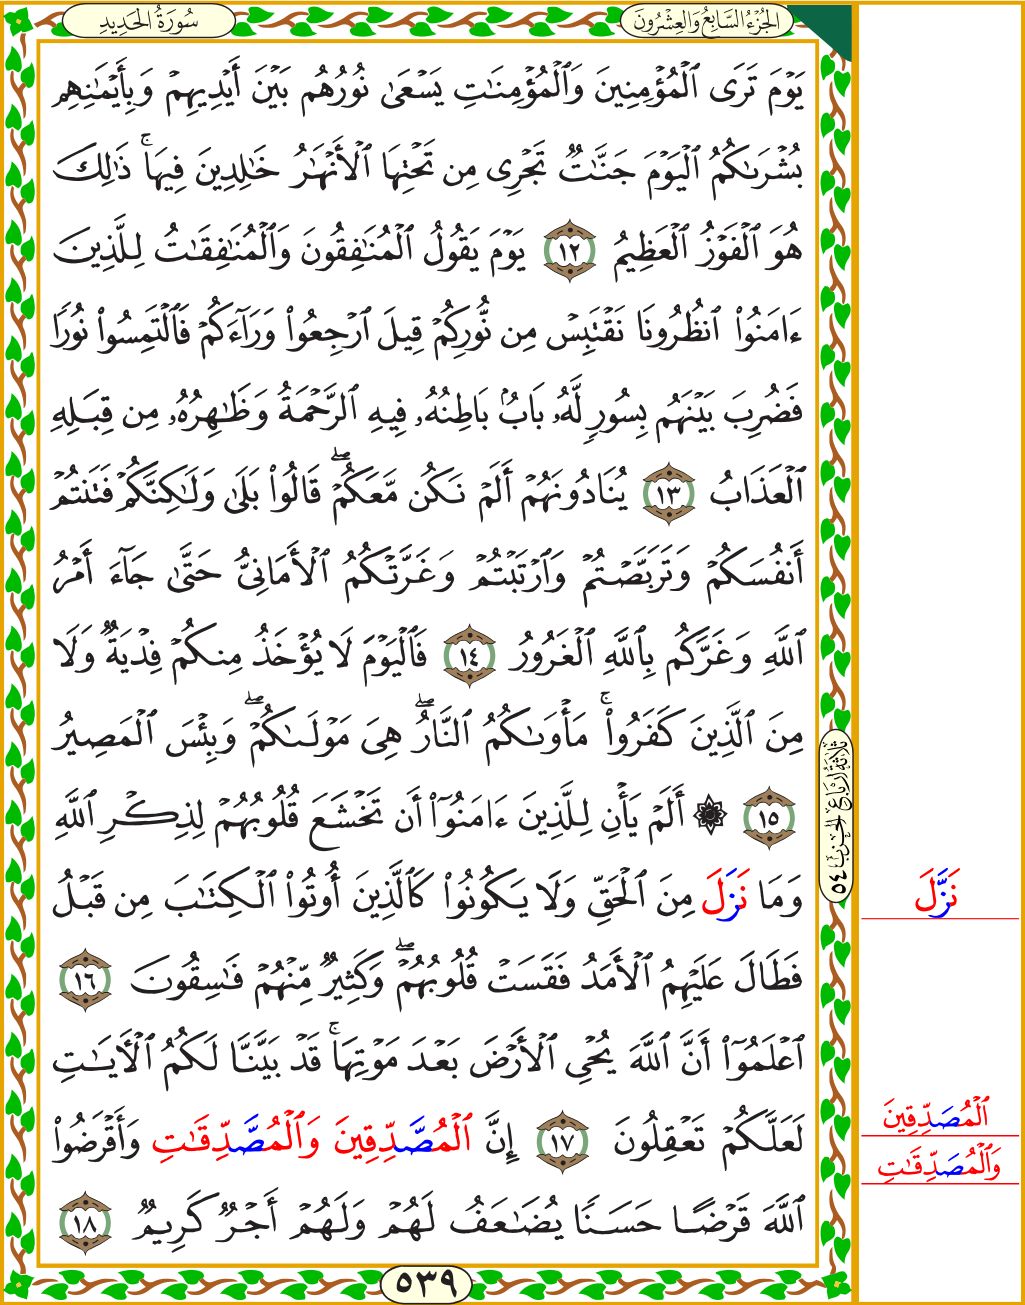 الجُزْءُ السَّابِعُ وَالعِشْرُونَ
سُورَةُ الحَدِيدِ
يَوْمَ تَرَى ٱلْمُؤْمِنِينَ وَٱلْمُؤْمِنَٰتِ يَسْعَىٰ نُورُهُم بَيْنَ أَيْدِيهِمْ وَبِأَيْمَٰنِهِم
بُشْرَىٰكُمُ ٱلْيَوْمَ جَنَّٰتٌ تَجْرِى مِن تَحْتِهَا ٱلْأَنْهَٰرُ خَٰلِدِينَ فِيهَا ۚ ذَٰلِكَ
هُوَ ٱلْفَوْزُ ٱلْعَظِيمُ ١٢ يَوْمَ يَقُولُ ٱلْمُنَٰفِقُونَ وَٱلْمُنَٰفِقَٰتُ لِلَّذِينَ
ءَامَنُوا۟ ٱنظُرُونَا نَقْتَبِسْ مِن نُّورِكُمْ قِيلَ ٱرْجِعُوا۟ وَرَآءَكُمْ فَٱلْتَمِسُوا۟ نُورًا
فَضُرِبَ بَيْنَهُم بِسُورٍ لَّهُۥ بَابٌۢ بَاطِنُهُۥ فِيهِ ٱلرَّحْمَةُ وَظَٰهِرُهُۥ مِن قِبَلِهِ
ٱلْعَذَابُ ١٣ يُنَادُونَهُمْ أَلَمْ نَكُن مَّعَكُمْ ۖ قَالُوا۟ بَلَىٰ وَلَٰكِنَّكُمْ فَتَنتُمْ
أَنفُسَكُمْ وَتَرَبَّصْتُمْ وَٱرْتَبْتُمْ وَغَرَّتْكُمُ ٱلْأَمَانِىُّ حَتَّىٰ جَآءَ أَمْرُ
ٱللَّهِ وَغَرَّكُم بِٱللَّهِ ٱلْغَرُورُ ١٤ فَٱلْيَوْمَ لَا يُؤْخَذُ مِنكُمْ فِدْيَةٌ وَلَا
مِنَ ٱلَّذِينَ كَفَرُوا۟ ۚ مَأْوَىٰكُمُ ٱلنَّارُ ۖ هِىَ مَوْلَىٰكُمْ ۖ وَبِئْسَ ٱلْمَصِيرُ
١٥ ۞ أَلَمْ يَأْنِ لِلَّذِينَ ءَامَنُوٓا۟ أَن تَخْشَعَ قُلُوبُهُمْ لِذِكْرِ ٱللَّهِ
وَمَا نَزَلَ مِنَ ٱلْحَقِّ وَلَا يَكُونُوا۟ كَٱلَّذِينَ أُوتُوا۟ ٱلْكِتَٰبَ مِن قَبْلُ
فَطَالَ عَلَيْهِمُ ٱلْأَمَدُ فَقَسَتْ قُلُوبُهُمْ ۖ وَكَثِيرٌ مِّنْهُمْ فَٰسِقُونَ ١٦
ٱعْلَمُوٓا۟ أَنَّ ٱللَّهَ يُحْىِ ٱلْأَرْضَ بَعْدَ مَوْتِهَا ۚ قَدْ بَيَّنَّا لَكُمُ ٱلْـَٔايَٰتِ
لَعَلَّكُمْ تَعْقِلُونَ ١٧ إِنَّ ٱلْمُصَّدِّقِينَ وَٱلْمُصَّدِّقَٰتِ وَأَقْرَضُوا۟
ٱللَّهَ قَرْضًا حَسَنًا يُضَٰعَفُ لَهُمْ وَلَهُمْ أَجْرٌ كَرِيمٌ ١٨
ثلاثة أرباع الحزب ٥٤
نَزَّلَ
ٱلْمُصَدِّقِينَ
وَٱلْمُصَدِّقَٰتِ
٥٣٩